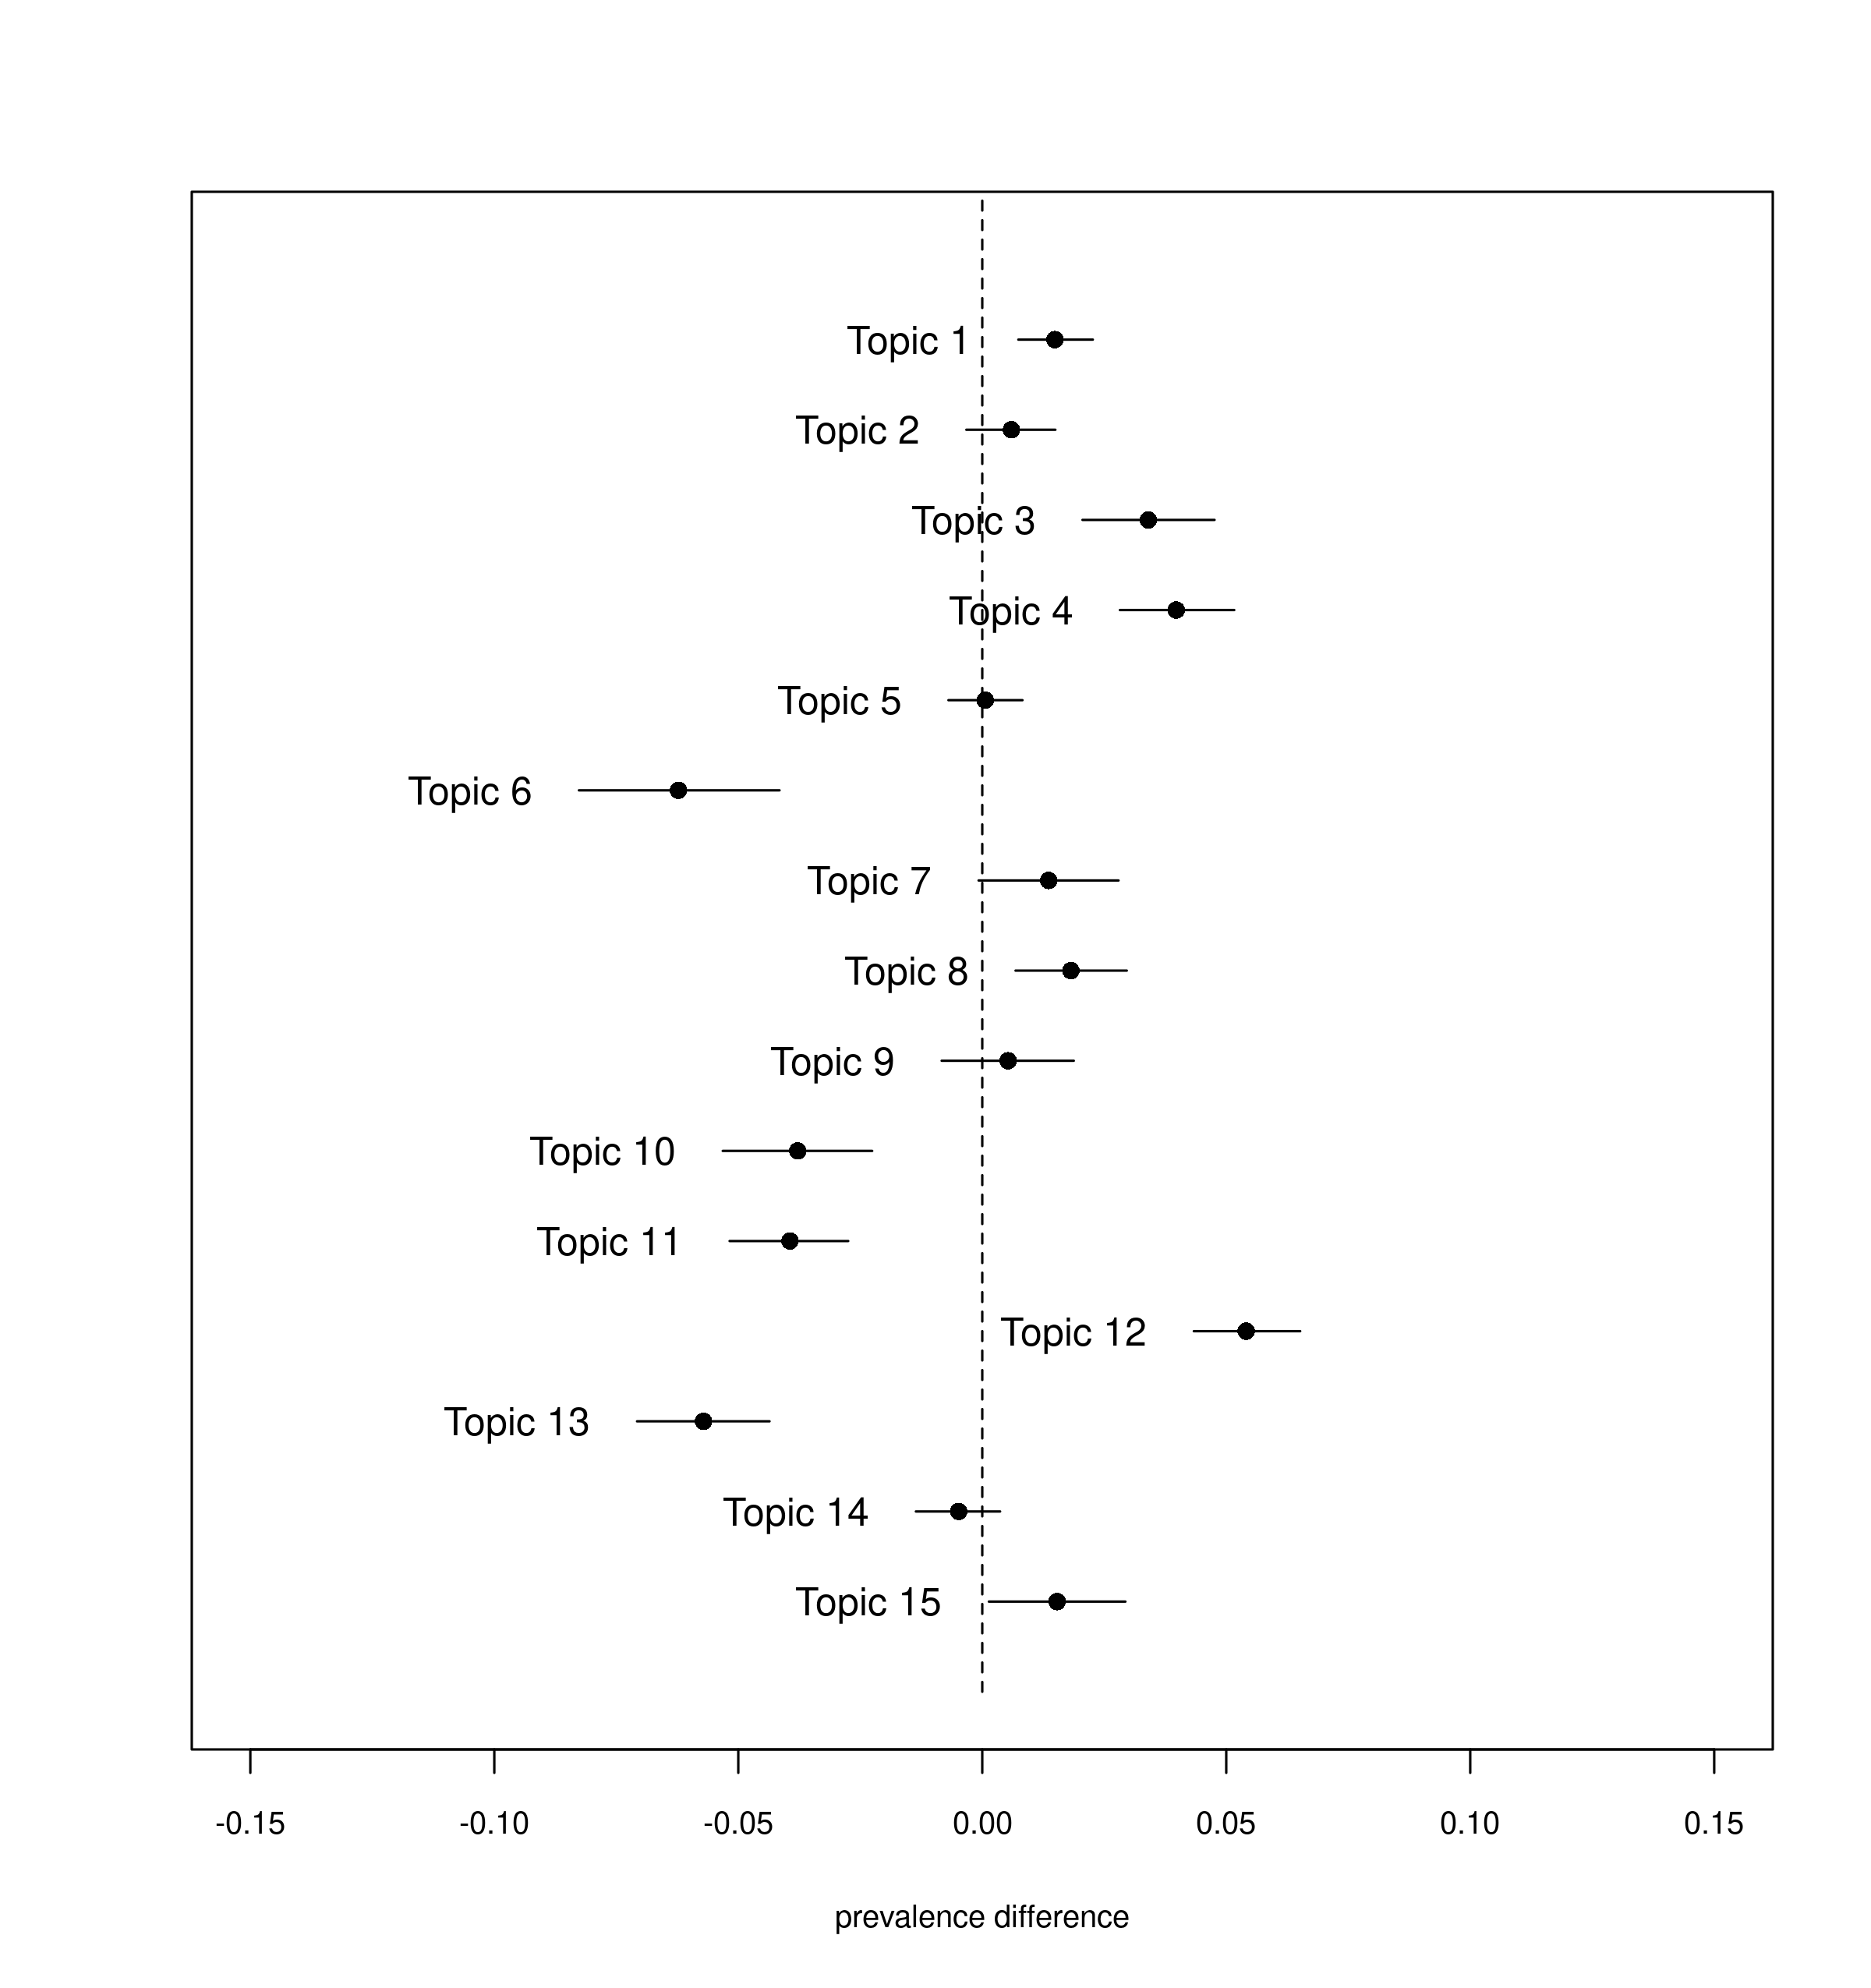 Topic 1
Topic 2
Topic 3
Topic 4
Topic 5
Topic 6
Topic 7
Topic 8
Topic 9
Topic 10
Topic 11
Topic 12
Topic 13
Topic 14
Topic 15
-0.15 -0.10 -0.05 0.00 0.05 0.10 0.15
prevalence difference